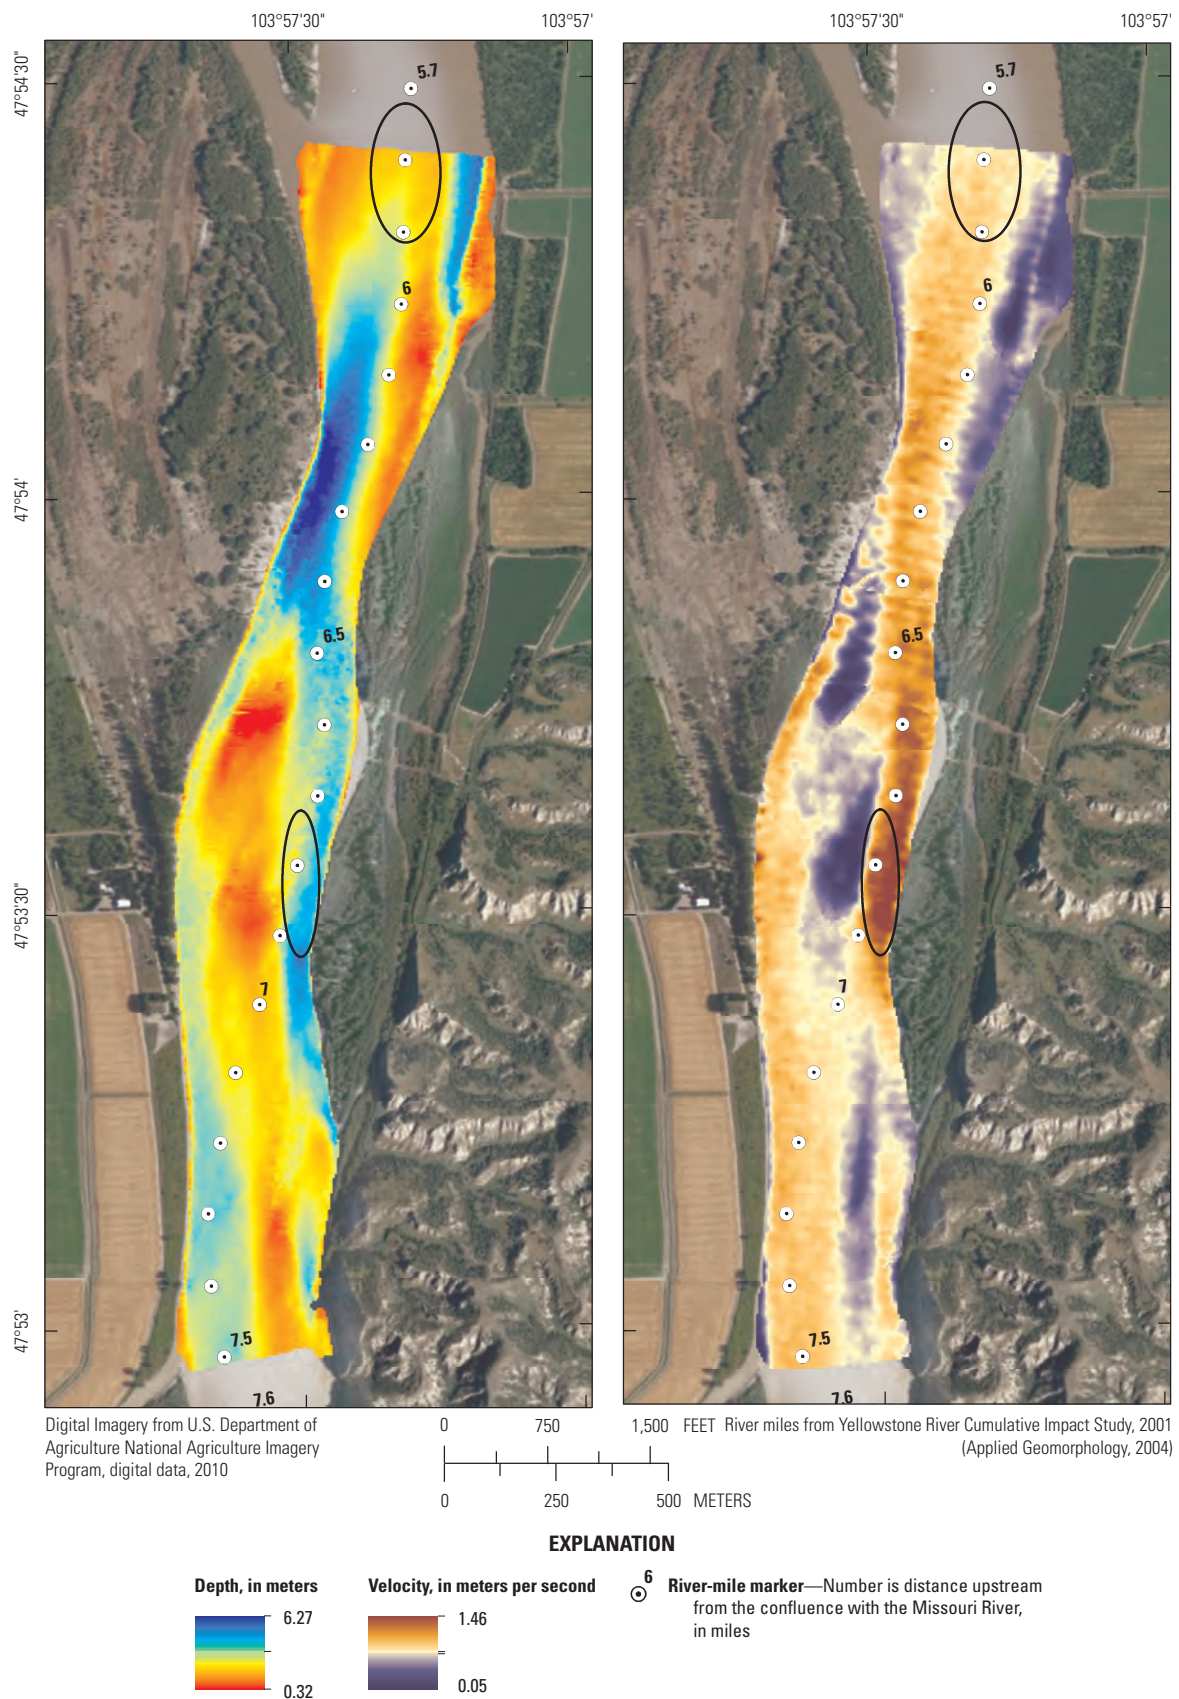 103°57'30"
103°57'
103°57'30"
103°57'
47°54'30"
47°54'
47°53'30"
47°53'
5.7
6
6.5
7
7.5
7.6
5.7
6
6.5
7
7.5
7.6
Digital Imagery from U.S. Department of
Agriculture National Agriculture Imagery
Program, digital data, 2010
0 750 1,500 FEET
0 250 500 METERS
River miles from Yellowstone River Cumulative Impact Study, 2001
(Applied Geomorphology, 2004)
EXPLANATION
Depth, in meters
6.27
0.32
Velocity, in meters per second
1.46
0.05
6
River-mile marker—Number is distance upstream
from the confluence with the Missouri River,
in miles